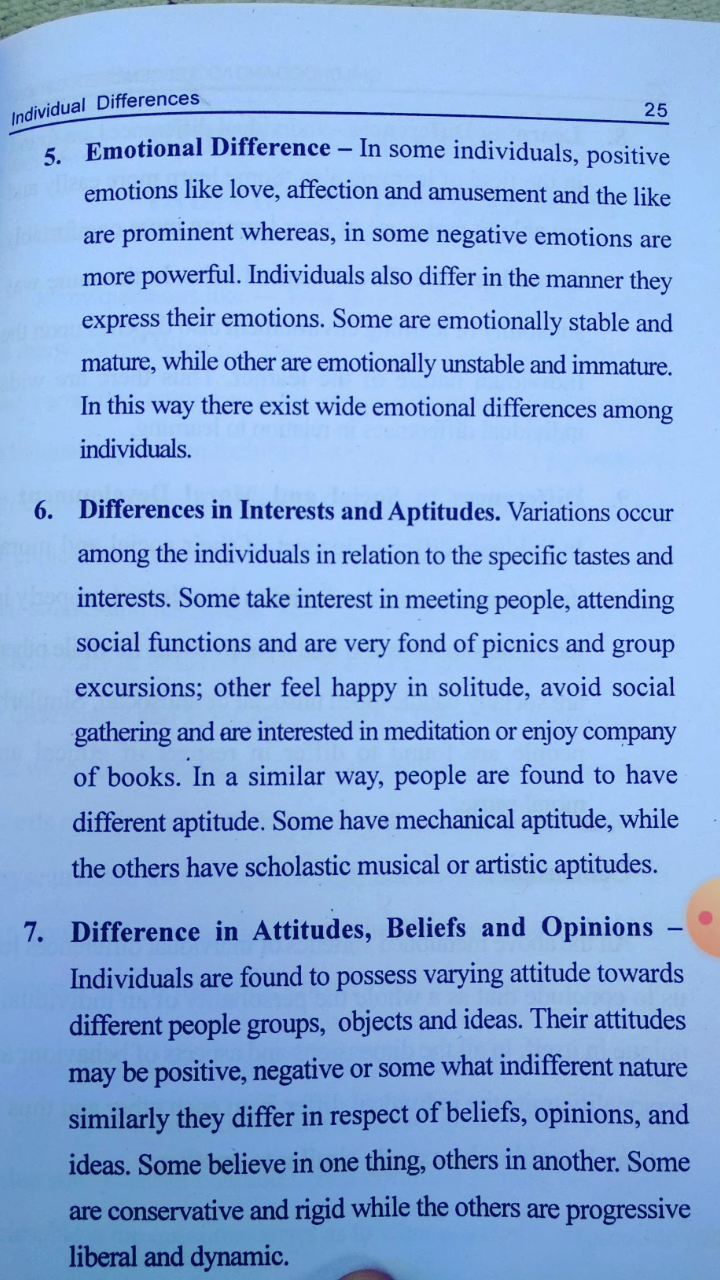 Individual Differences 25
5. Emotional Difference – In some individuals, positive
emotions like love, affection and amusement and the like
are prominent whereas, in some negative emotions are
more powerful. Individuals also differ in the manner they
express their emotions. Some are emotionally stable and
mature, while other are emotionally unstable and immature.
In this way there exist wide emotional differences among
individuals.
6. Differences in Interests and Aptitudes. Variations occur
among the individuals in relation to the specific tastes and
interests. Some take interest in meeting people, attending
social functions and are very fond of picnics and group
excursions; other feel happy in solitude, avoid social
gathering and are interested in meditation or enjoy company
of books. In a similar way, people are found to have
different aptitude. Some have mechanical aptitude, while
the others have scholastic musical or artistic aptitudes.
7. Difference in Attitudes, Beliefs and Opinions –
Individuals are found to possess varying attitude towards
different people groups, objects and ideas. Their attitudes
may be positive, negative or some what indifferent nature
similarly they differ in respect of beliefs, opinions, and
ideas. Some believe in one thing, others in another. Some
are conservative and rigid while the others are progressive
liberal and dynamic.